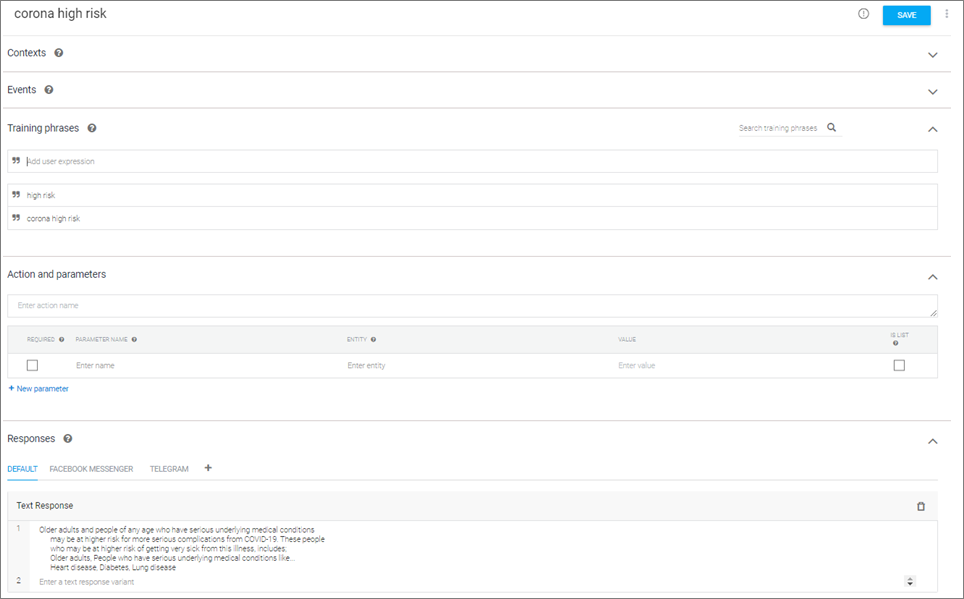 corona high risk
SAVE
Contexts
Events
Training phrases
Search training phrases
Add user expression
high risk
corona high risk
Action and parameters
Enter action name
REQUIRED PARAMETER NAME ENTITY VALUE IS LIST
Enter name Enter entity Enter value
+ New parameter
Responses
DEFAULT FACEBOOK MESSENGER TELEGRAM +
Text Response
1 Older adults and people of any age who have serious underlying medical conditions
may be at higher risk for more serious complications from COVID-19. These people
who may be at higher risk of getting very sick from this illness, includes;
Older adults, People who have serious underlying medical conditions like...
Heart disease, Diabetes, Lung disease
2 Enter a text response variant